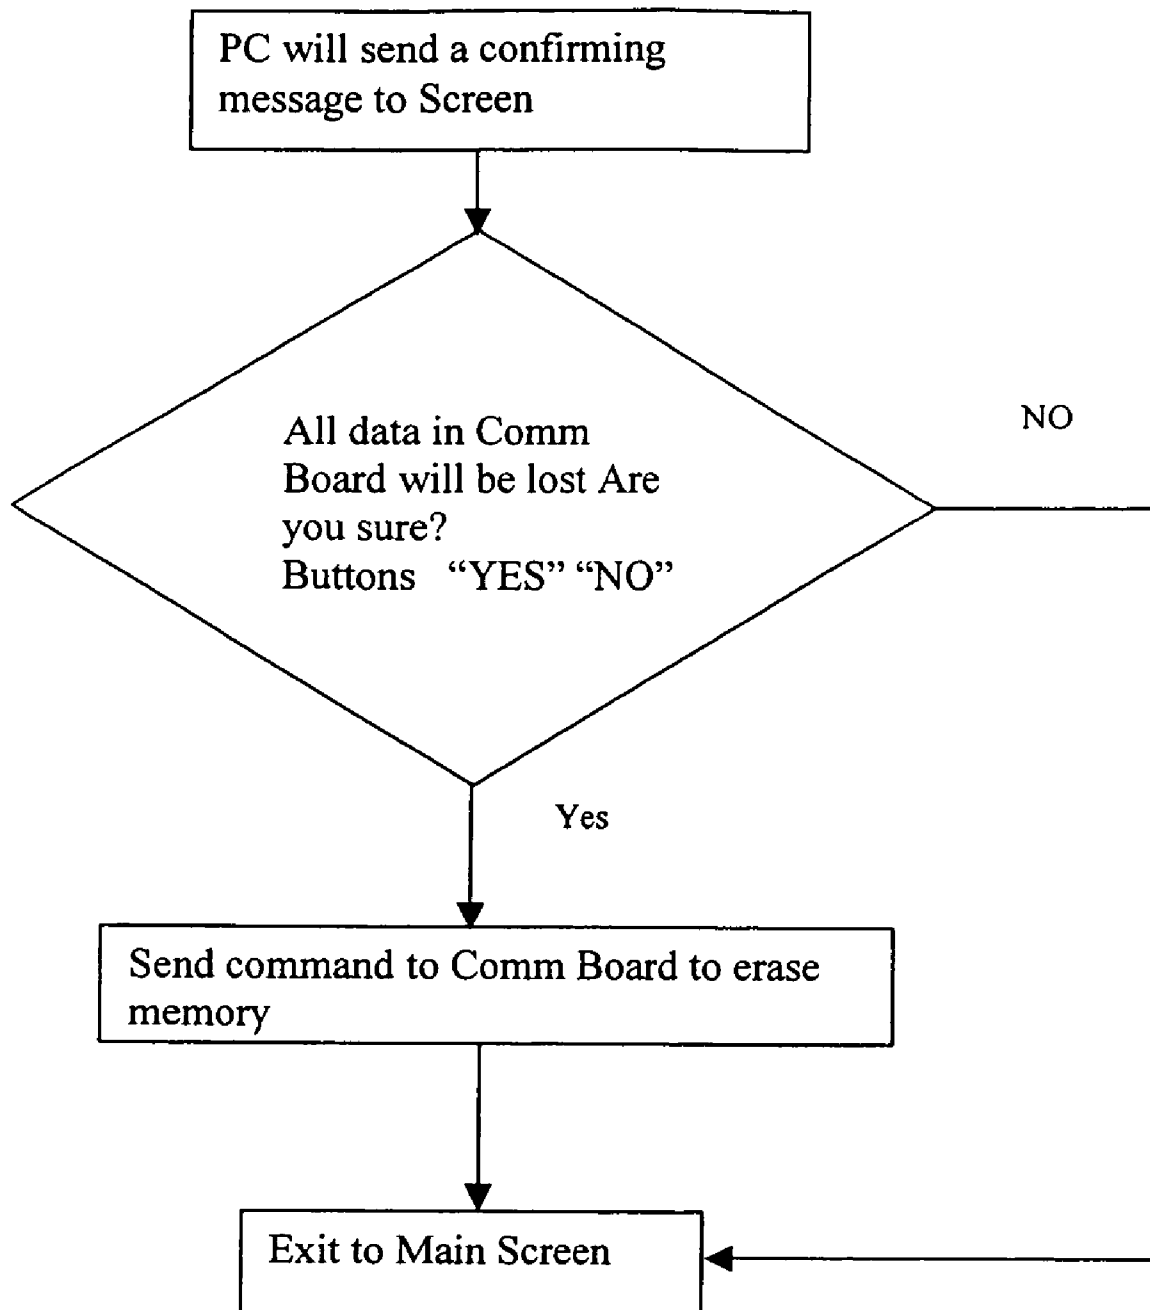 PC will send a confirming
message to Screen
All data in Comm
Board will be lost Are
you sure?
Buttons “YES” “NO”
NO
Yes
Send command to Comm Board to erase
memory
Exit to Main Screen